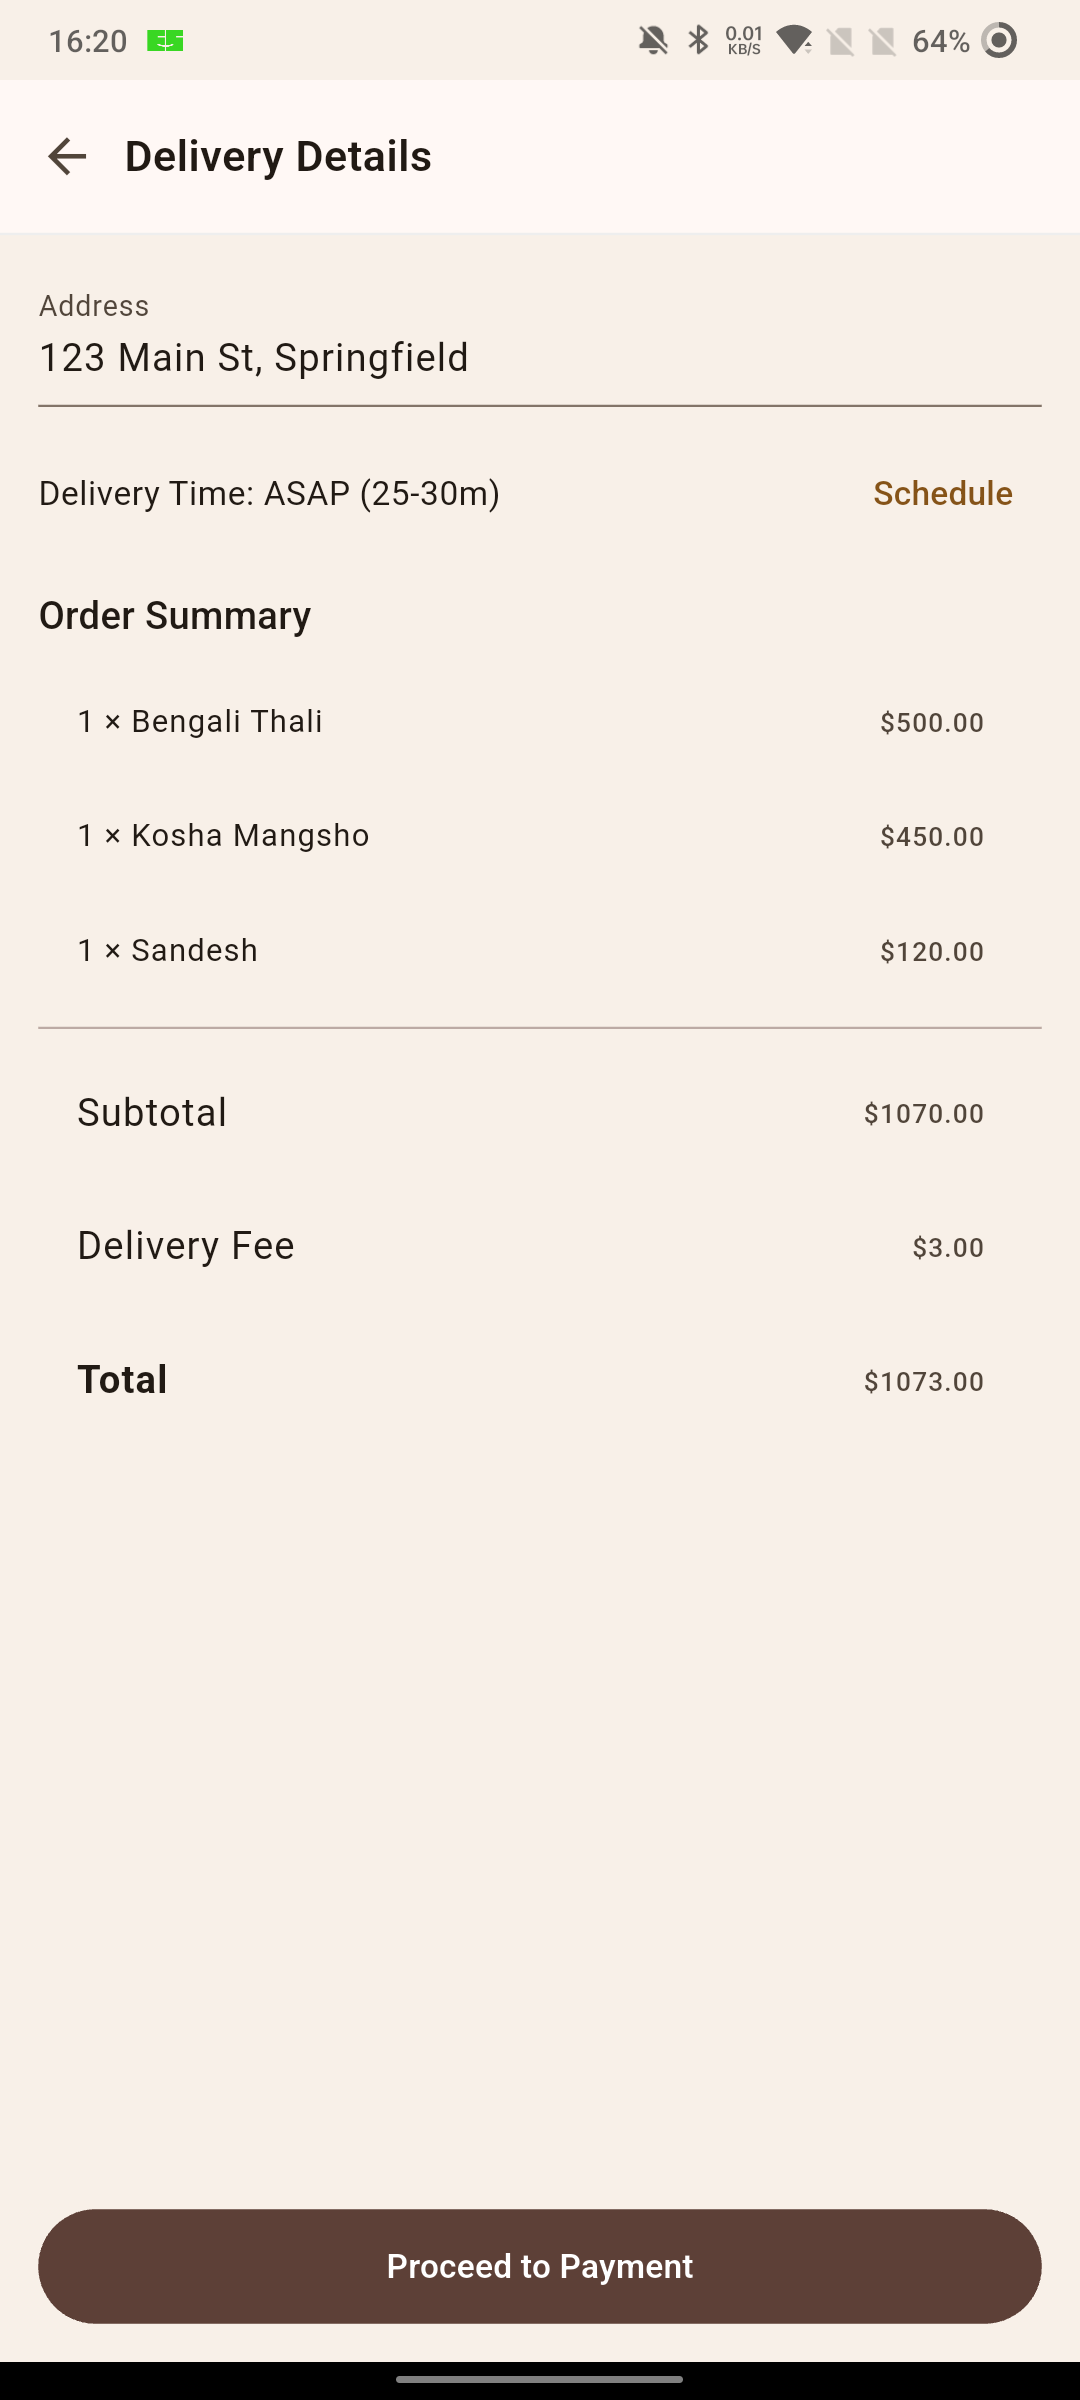 16:20
0.01 KB/S
64%
Delivery Details
Address
123 Main St, Springfield
Delivery Time: ASAP (25-30m)
Schedule
Order Summary
1 × Bengali Thali
$500.00
1 × Kosha Mangsho
$450.00
1 × Sandesh
$120.00
Subtotal
$1070.00
Delivery Fee
$3.00
Total
$1073.00
Proceed to Payment